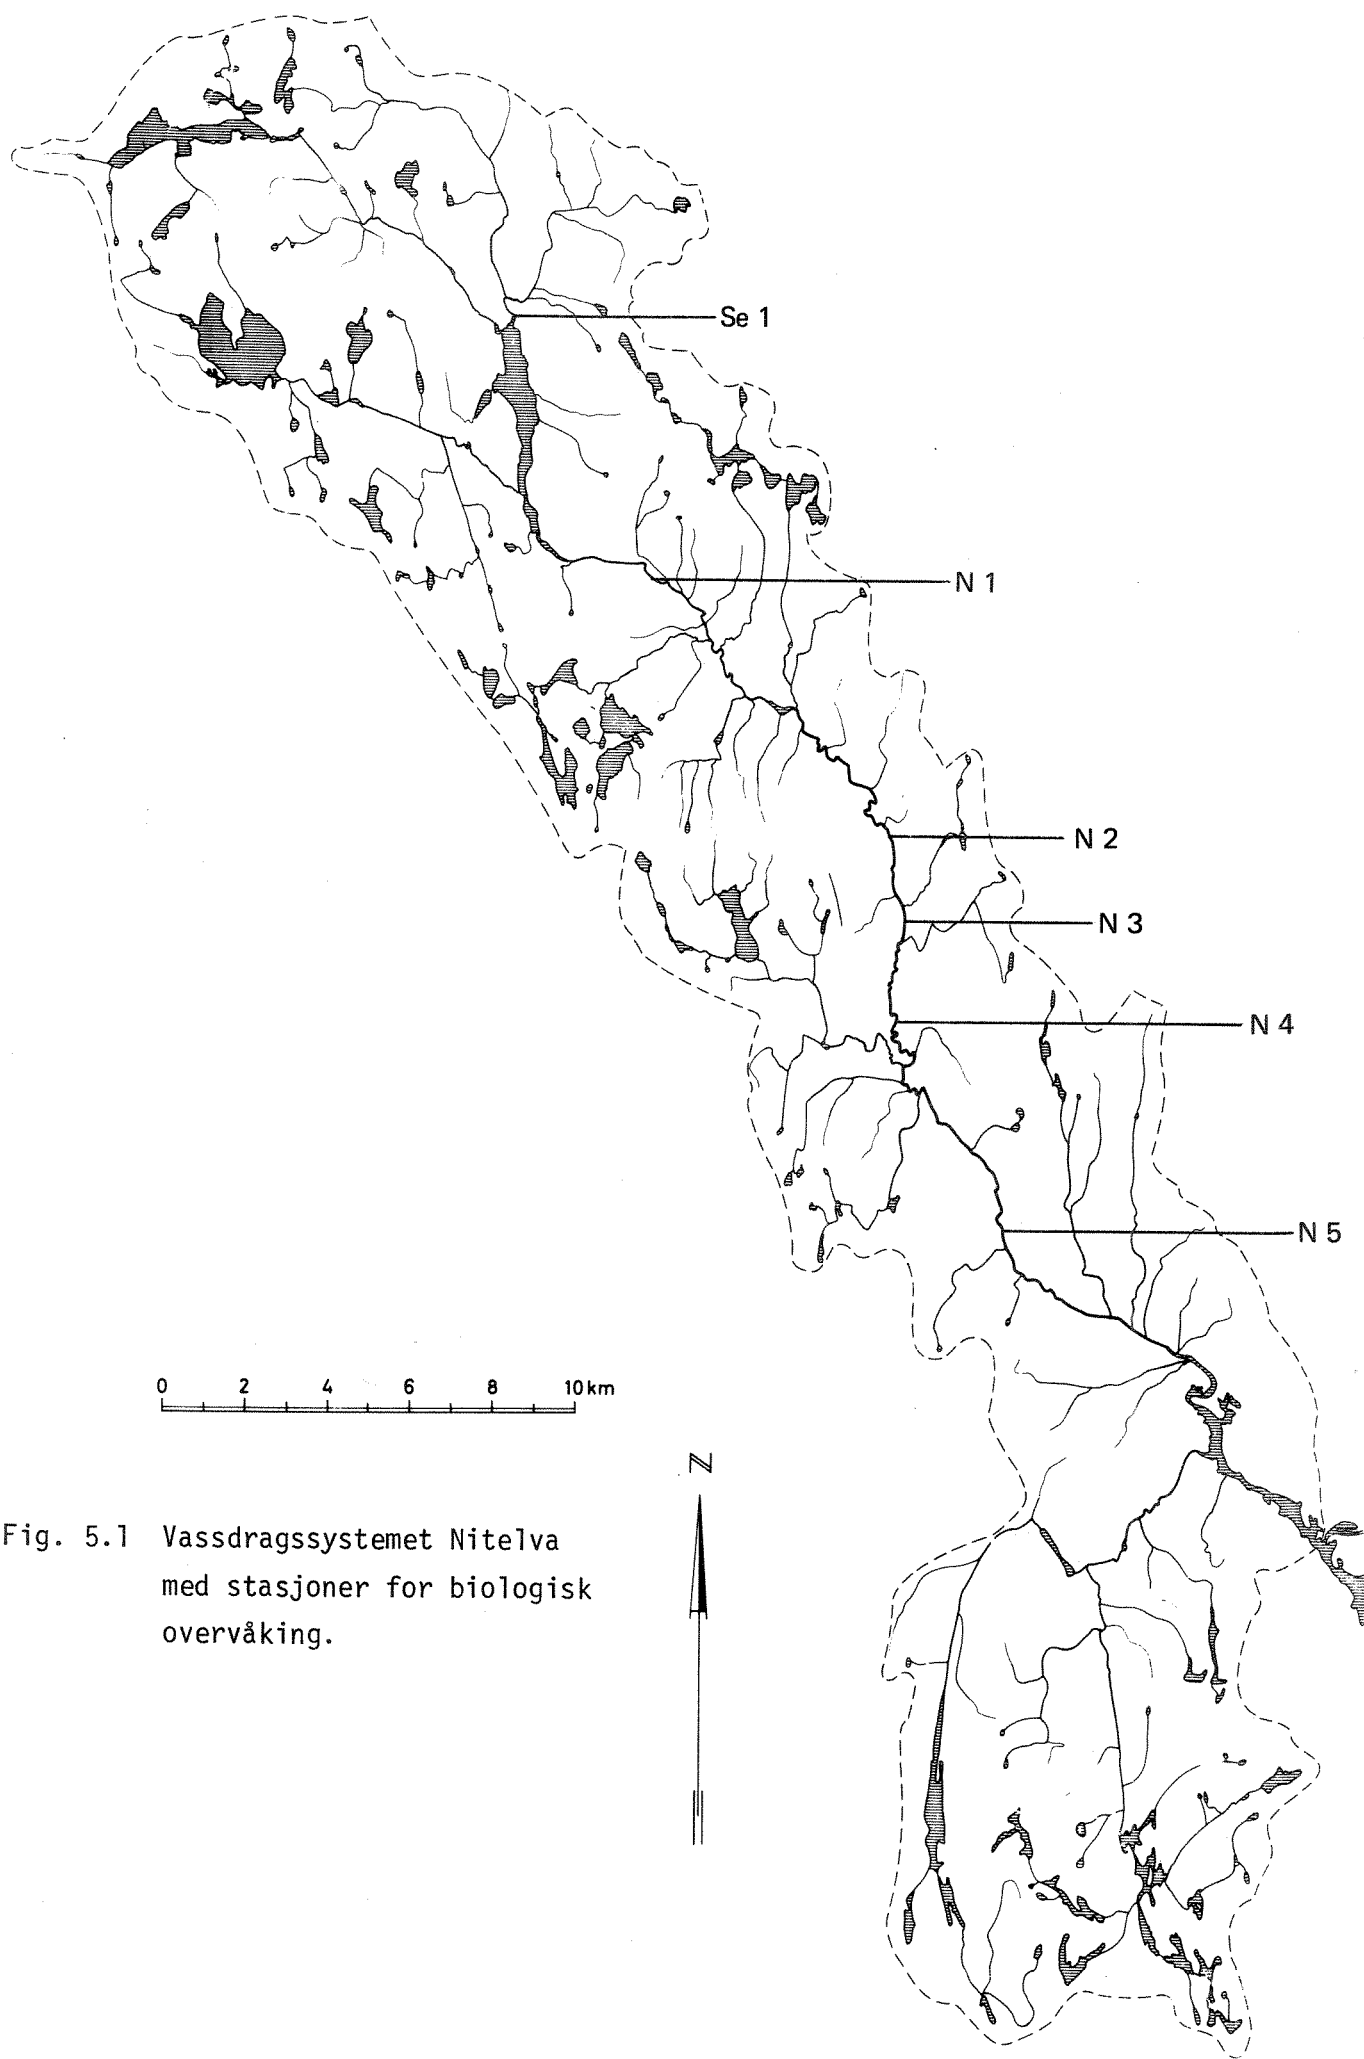 Se 1
N 1
N 2
N 3
N 4
N 5
0 2 4 6 8 10 km
N
Fig. 5.1 Vassdragssystemet Nitelva
med stasjoner for biologisk
overvåking.